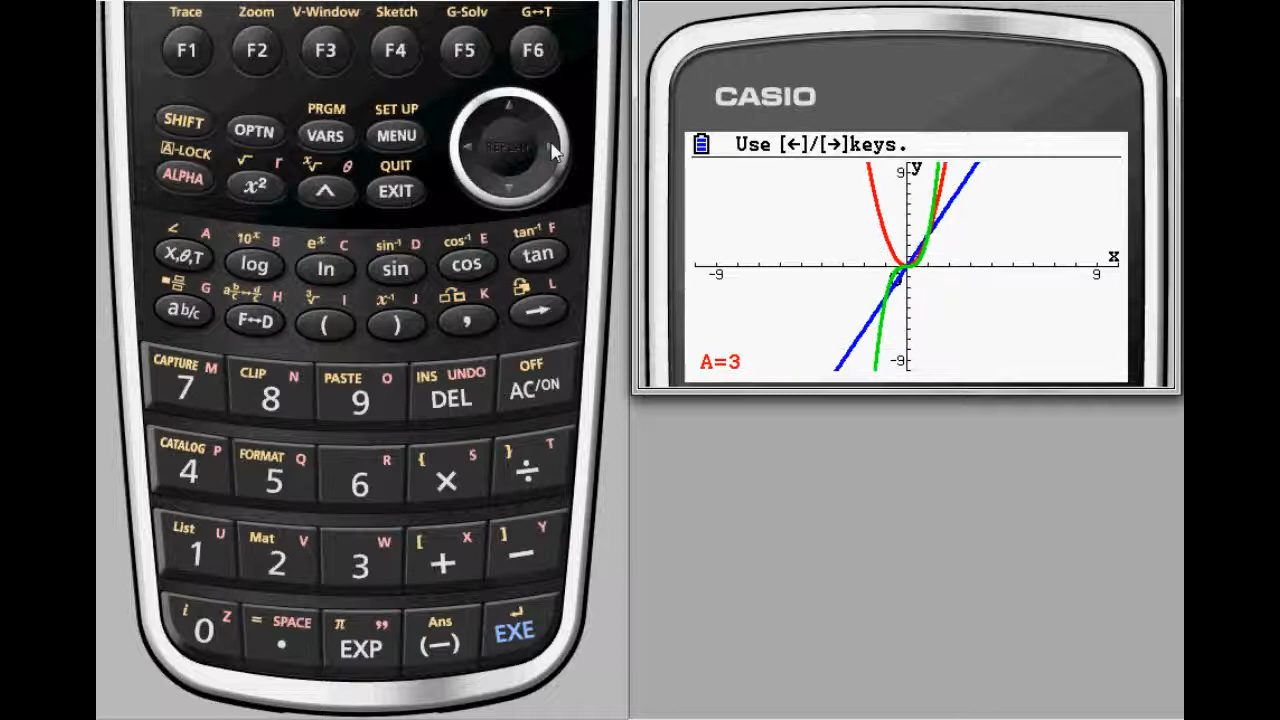 Trace Zoom V-Window Sketch G-Solv G↔T
F1 F2 F3 F4 F5 F6
PRGM SET UP
SHIFT OPTN VARS MENU
A-LOCK √ r ˣ√ θ QUIT
ALPHA x² ^ EXIT
REPLAY
∠ A 10ˣ B eˣ C sin⁻¹ D cos⁻¹ E tan⁻¹ F
X,θ,T log ln sin cos tan
G a b/c↔d/c H ³√ I x⁻¹ J K L
a b/c F↔D ( ) , →
CAPTURE M CLIP N PASTE O INS UNDO OFF
7 8 9 DEL AC/ON
CATALOG P FORMAT Q R { S } T
4 5 6 × ÷
List U Mat V W [ X ] Y
1 2 3 + −
i Z = SPACE π " Ans ↵
0 • EXP (−) EXE
CASIO
Use [←]/[→]keys.
9 y
x
-9 9
-9
A=3